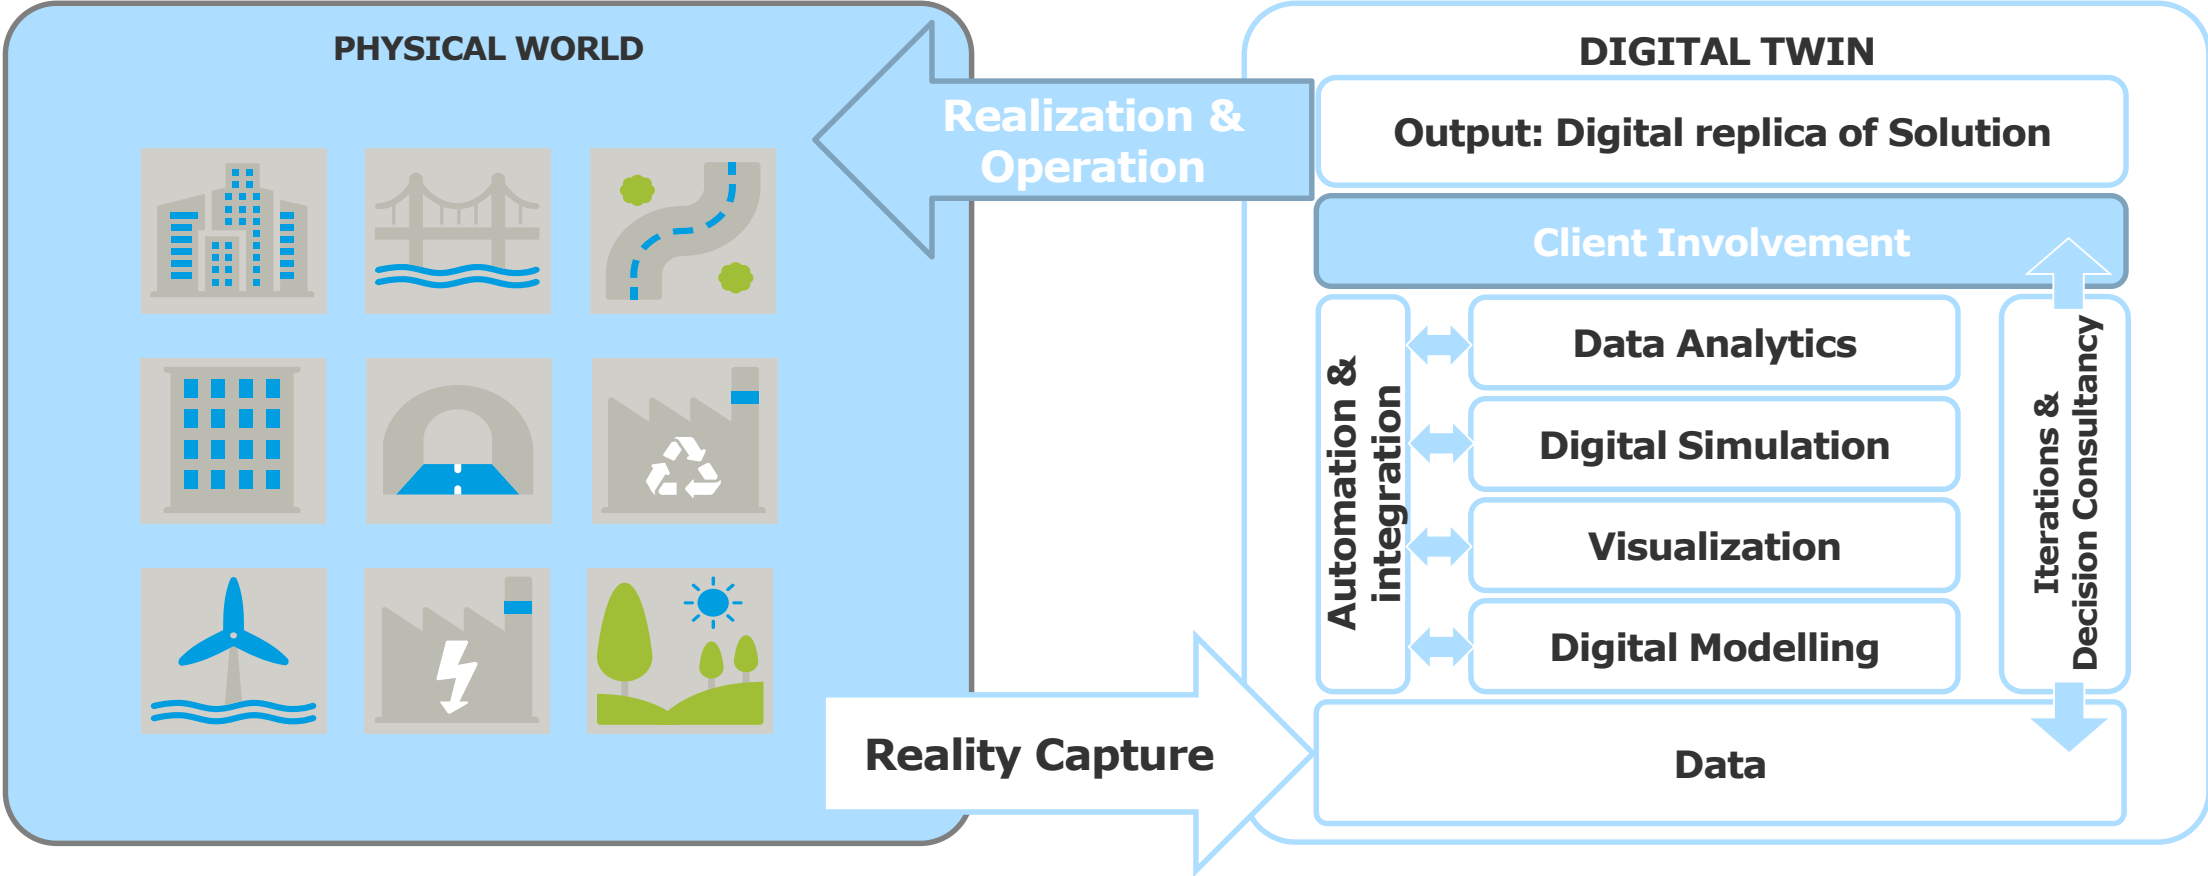 PHYSICAL WORLD
Realization &
Operation
Reality Capture
DIGITAL TWIN
Output: Digital replica of Solution
Client Involvement
Automation &
integration
Data Analytics
Digital Simulation
Visualization
Digital Modelling
Iterations &
Decision Consultancy
Data